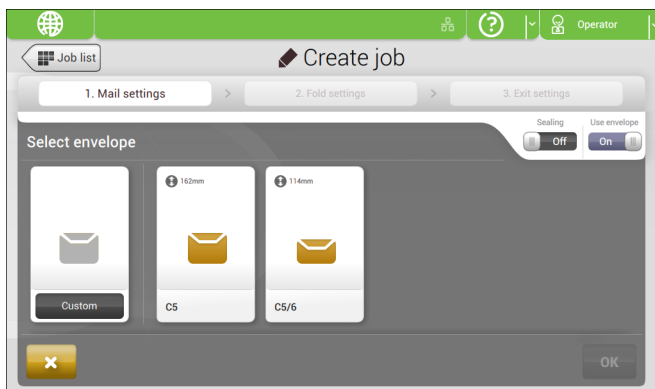 Operator
Job list
Create job
1. Mail settings
>
2. Fold settings
>
3. Exit settings
Sealing
Use envelope
Off
On
Select envelope
162mm
114mm
Custom
C5
C5/6
OK